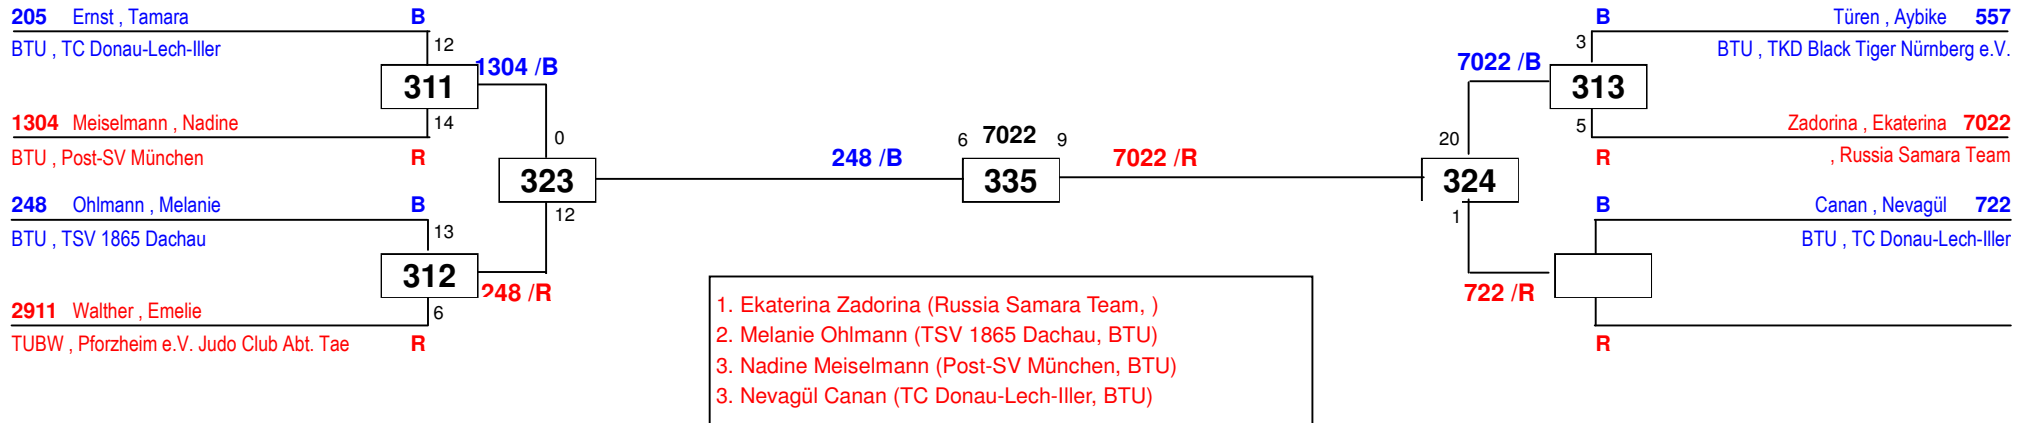 205 Ernst , Tamara B
BTU , TC Donau-Lech-Iller
12
311
1304 /B
1304 Meiselmann , Nadine
14
BTU , Post-SV München R
0
323
12
248 Ohlmann , Melanie B
BTU , TSV 1865 Dachau
13
312
248 /R
2911 Walther , Emelie
6
TUBW , Pforzheim e.V. Judo Club Abt. Tae R
248 /B
6 7022 9
335
7022 /R
B Türen , Aybike 557
3
BTU , TKD Black Tiger Nürnberg e.V.
7022 /B
313
5
Zadorina , Ekaterina 7022
R , Russia Samara Team
20
324
1
B Canan , Nevagül 722
BTU , TC Donau-Lech-Iller
722 /R
R
1. Ekaterina Zadorina (Russia Samara Team, )
2. Melanie Ohlmann (TSV 1865 Dachau, BTU)
3. Nadine Meiselmann (Post-SV München, BTU)
3. Nevagül Canan (TC Donau-Lech-Iller, BTU)